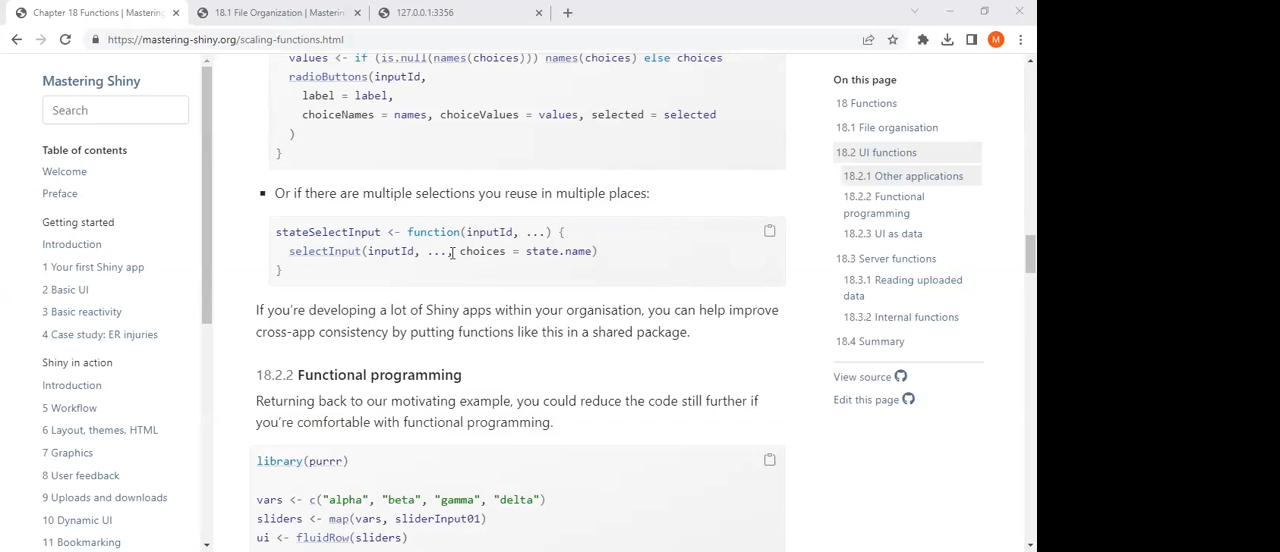 Chapter 18 Functions | Mastering
18.1 File Organization | Mastering
127.0.0.1:3356
https://mastering-shiny.org/scaling-functions.html
M
Mastering Shiny
Search
Table of contents
Welcome
Preface
Getting started
Introduction
1 Your first Shiny app
2 Basic UI
3 Basic reactivity
4 Case study: ER injuries
Shiny in action
Introduction
5 Workflow
6 Layout, themes, HTML
7 Graphics
8 User feedback
9 Uploads and downloads
10 Dynamic UI
11 Bookmarking
values <- if (is.null(names(choices))) names(choices) else choices
radioButtons(inputId,
label = label,
choiceNames = names, choiceValues = values, selected = selected
)
}
Or if there are multiple selections you reuse in multiple places:
stateSelectInput <- function(inputId, ...) {
selectInput(inputId, ..., choices = state.name)
}
If you're developing a lot of Shiny apps within your organisation, you can help improve
cross-app consistency by putting functions like this in a shared package.
18.2.2 Functional programming
Returning back to our motivating example, you could reduce the code still further if
you're comfortable with functional programming.
library(purrr)
vars <- c("alpha", "beta", "gamma", "delta")
sliders <- map(vars, sliderInput01)
ui <- fluidRow(sliders)
On this page
18 Functions
18.1 File organisation
18.2 UI functions
18.2.1 Other applications
18.2.2 Functional
programming
18.2.3 UI as data
18.3 Server functions
18.3.1 Reading uploaded
data
18.3.2 Internal functions
18.4 Summary
View source
Edit this page